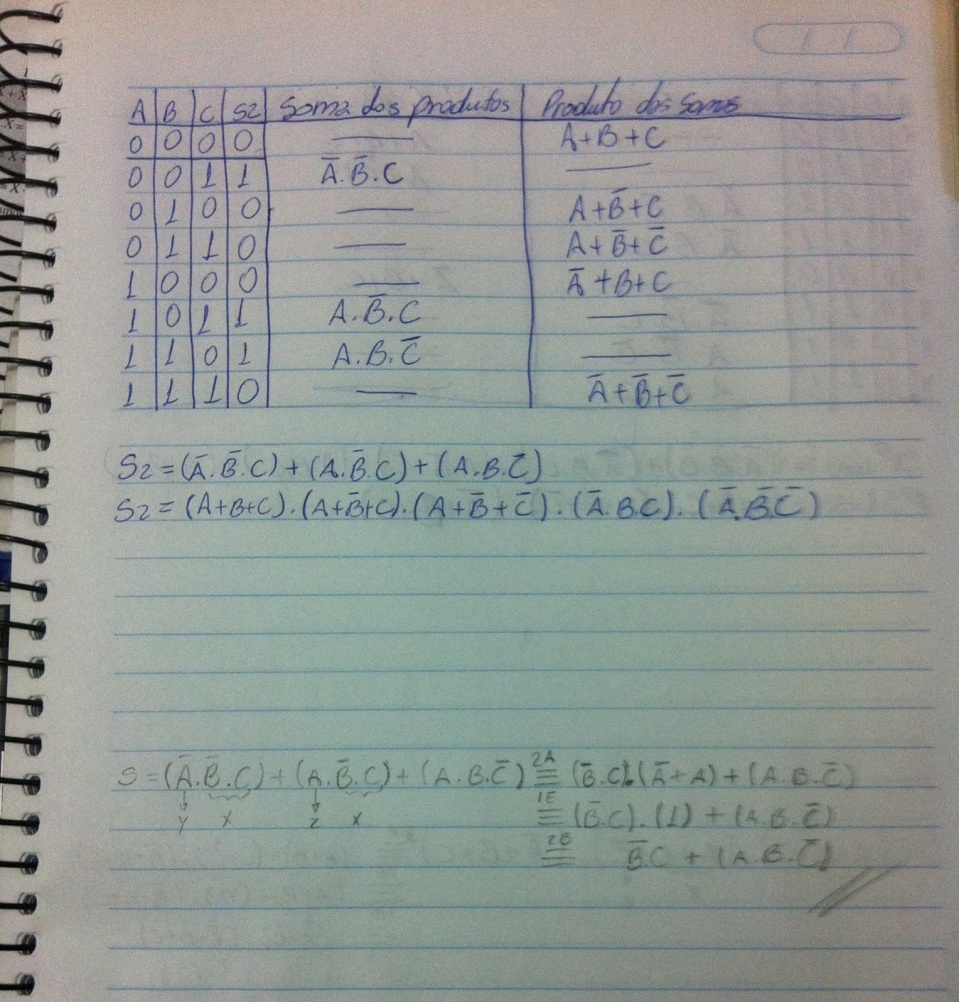 A B C S2 Soma dos produtos Produto das Somas
0 0 0 0 —— A+B+C
0 0 1 1 A̅.B̅.C ——
0 1 0 0 —— A+B̅+C
0 1 1 0 —— A+B̅+C̅
1 0 0 0 —— A̅+B+C
1 0 1 1 A.B̅.C ——
1 1 0 1 A.B.C̅ ——
1 1 1 0 —— A̅+B̅+C̅
S2=(A̅.B̅.C)+(A.B̅.C)+(A.B.C̅)
S2=(A+B+C).(A+B̅+C).(A+B̅+C̅).(A̅.B.C).(A̅.B̅.C̅)
S=(A̅.B̅.C)+(A.B̅.C)+(A.B.C̅) 2A≡ (B̅.C).(A̅+A)+(A.B.C̅)
Y X Z X 1E≡ (B̅.C).(1)+(A.B.C̅)
2B≡ B̅.C+(A.B.C̅)